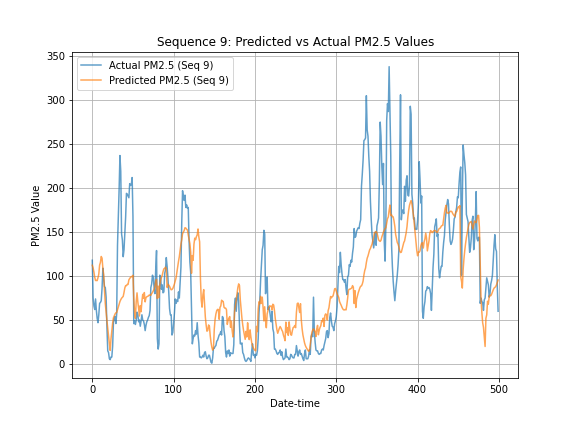 Sequence 9: Predicted vs Actual PM2.5 Values
Actual PM2.5 (Seq 9)
Predicted PM2.5 (Seq 9)
PM2.5 Value
350
300
250
200
150
100
50
0
0 100 200 300 400 500
Date-time